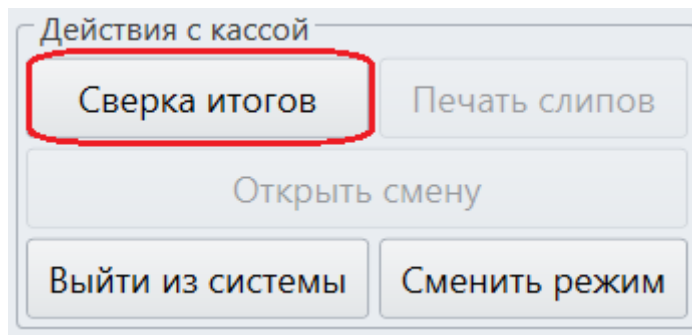 Действия с кассой
Сверка итогов Печать слипов
Открыть смену
Выйти из системы Сменить режим